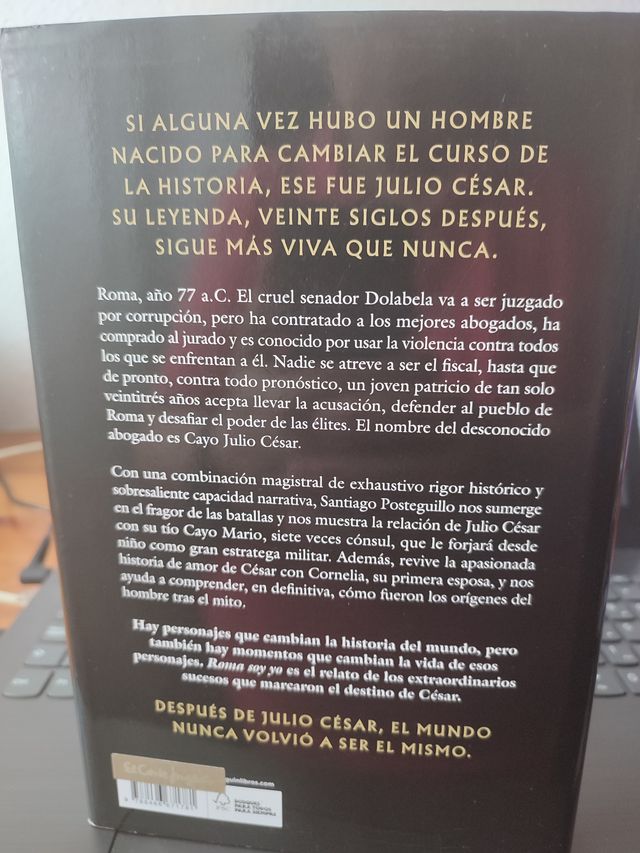 SI ALGUNA VEZ HUBO UN HOMBRE
NACIDO PARA CAMBIAR EL CURSO DE
LA HISTORIA, ESE FUE JULIO CÉSAR.
SU LEYENDA, VEINTE SIGLOS DESPUÉS,
SIGUE MÁS VIVA QUE NUNCA.
Roma, año 77 a.C. El cruel senador Dolabela va a ser juzgado
por corrupción, pero ha contratado a los mejores abogados, ha
comprado al jurado y es conocido por usar la violencia contra todos
los que se enfrentan a él. Nadie se atreve a ser el fiscal, hasta que
de pronto, contra todo pronóstico, un joven patricio de tan solo
veintitrés años acepta llevar la acusación, defender al pueblo de
Roma y desafiar el poder de las élites. El nombre del desconocido
abogado es Cayo Julio César.
Con una combinación magistral de exhaustivo rigor histórico y
sobresaliente capacidad narrativa, Santiago Posteguillo nos sumerge
en el fragor de las batallas y nos muestra la relación de Julio César
con su tío Cayo Mario, siete veces cónsul, que le forjará desde
niño como gran estratega militar. Además, revive la apasionada
historia de amor de César con Cornelia, su primera esposa, y nos
ayuda a comprender, en definitiva, cómo fueron los orígenes del
hombre tras el mito.
Hay personajes que cambian la historia del mundo, pero
también hay momentos que cambian la vida de esos
personajes. Roma soy yo es el relato de los extraordinarios
sucesos que marcaron el destino de César.
DESPUÉS DE JULIO CÉSAR, EL MUNDO
NUNCA VOLVIÓ A SER EL MISMO.
guinlibros.com
FSC
BOSQUES
PARA TODOS
PARA SIEMPRE